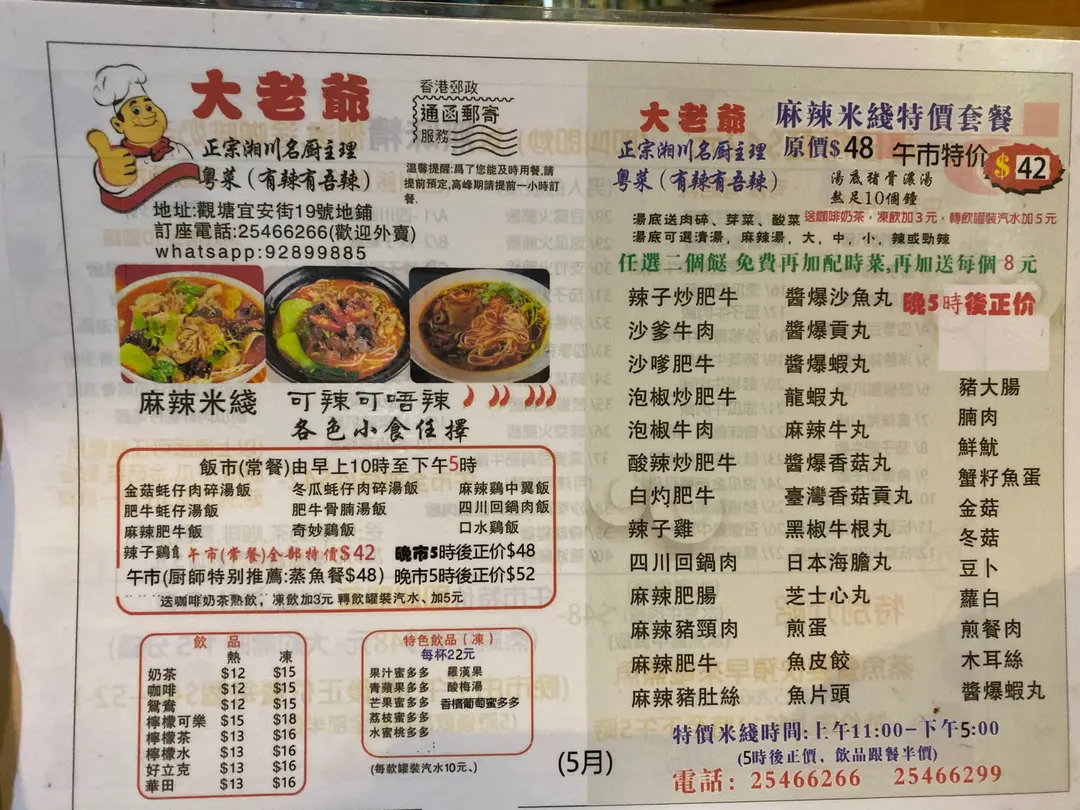 大老爺
香港郵政
通函郵寄
服務
正宗湘川名廚主理
粵菜（有辣有吾辣）
溫馨提醒:爲了您能及時用餐,請
提前預定,高峰期請提前一小時訂
餐.
地址:觀塘宜安街19號地鋪
訂座電話:25466266(歡迎外賣)
whatsapp:92899885
麻辣米綫 可辣可唔辣
各色小食任擇
飯市(常餐)由早上10時至下午5時
金菇蚝仔肉碎湯飯 冬瓜蚝仔肉碎湯飯 麻辣鷄中翼飯
肥牛蚝仔湯飯 肥牛骨腩湯飯 四川回鍋肉飯
麻辣肥牛飯 奇妙鷄飯 口水鷄飯
辣子鷄飠 午市(常餐)全部特價$42 晚市5時後正价$48
午市(厨師特别推薦:蒸魚餐$48) 晚市5時後正价$52
送咖啡奶茶熱飲，凍飲加3元 轉飲罐裝汽水、加5元
飲 品
熱 凍
奶茶 $12 $15
咖啡 $12 $15
鴛鴦 $12 $15
檸檬可樂 $15 $18
檸檬茶 $13 $16
檸檬水 $13 $16
好立克 $13 $16
華田 $13 $16
特色飲品（凍）
每杯22元
果汁蜜多多 羅漢果
青蘋果多多 酸梅湯
芒果蜜多多 香檳葡萄蜜多多
荔枝蜜多多
水蜜桃多多
(每款罐裝汽水10元、)
(5月)
大老爺 麻辣米綫特價套餐
正宗湘川名厨主理 原價$48 午市特价 $42
粵菜（有辣有吾辣） 湯底猪骨濃湯
熬足10個鐘
湯底送肉碎、芽菜、酸菜 送咖啡奶茶，凍飲加3元，轉飲罐裝汽水加5元
湯底可選清湯，麻辣湯，大，中，小，辣或勁辣
任選二個餸 免費再加配時菜,再加送每個 8元
晚5時後正价
辣子炒肥牛 醬爆沙魚丸
沙爹牛肉 醬爆貢丸
沙嗲肥牛 醬爆蝦丸 豬大腸
泡椒炒肥牛 龍蝦丸 腩肉
泡椒牛肉 麻辣牛丸 鮮魷
酸辣炒肥牛 醬爆香菇丸 蟹籽魚蛋
白灼肥牛 臺灣香菇貢丸 金菇
辣子雞 黑椒牛根丸 冬菇
四川回鍋肉 日本海膽丸 豆卜
麻辣肥腸 芝士心丸 蘿白
麻辣豬頸肉 煎蛋 煎餐肉
麻辣肥牛 魚皮餃 木耳絲
麻辣豬肚絲 魚片頭 醬爆蝦丸
特價米綫時間:上午11:00-下午5:00
(5時後正價，飲品跟餐半價)
電話：25466266 25466299